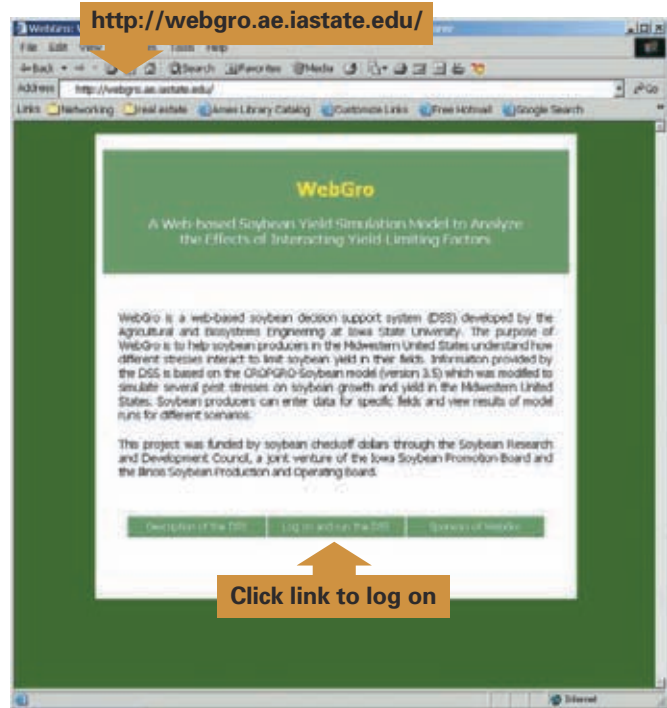 http://webgro.ae.iastate.edu/
WebGro:
File Edit View Tools Help
Back Search Favorites Media
Address http://webgro.ae.iastate.edu/ Go
Links Networking real estate Ames Library Catalog Customize Links Free Hotmail Google Search
WebGro
A Web-based Soybean Yield Simulation Model to Analyze
the Effects of Interacting Yield-Limiting Factors
WebGro is a web-based soybean decision support system (DSS) developed by the
Agricultural and Biosystems Engineering at Iowa State University. The purpose of
WebGro is to help soybean producers in the Midwestern United States understand how
different stresses interact to limit soybean yield in their fields. Information provided by
the DSS is based on the CROPGRO-Soybean model (version 3.5) which was modified to
simulate several pest stresses on soybean growth and yield in the Midwestern United
States. Soybean producers can enter data for specific fields and view results of model
runs for different scenarios.
This project was funded by soybean checkoff dollars through the Soybean Research
and Development Council, a joint venture of the Iowa Soybean Promotion Board and
the Illinois Soybean Production and Operating Board.
Description of the DSS Log on and run the DSS Sponsors of WebGro
Click link to log on
Internet